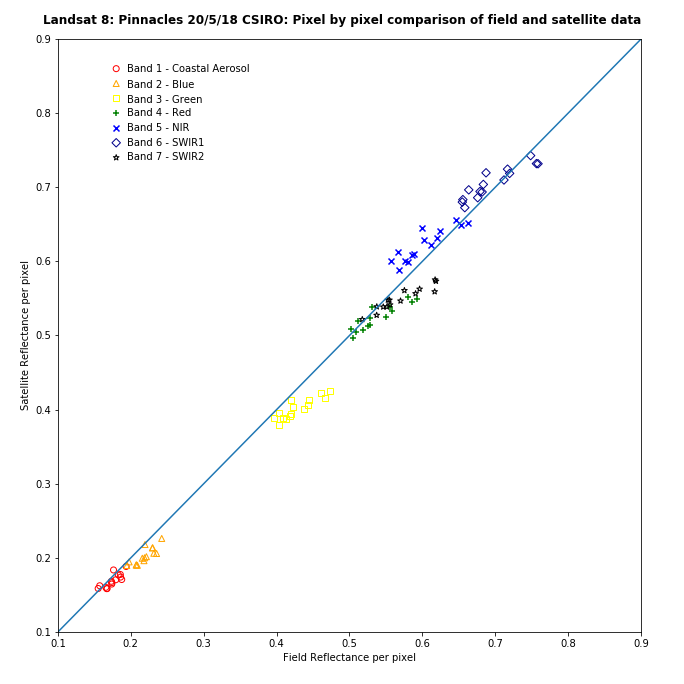 Landsat 8: Pinnacles 20/5/18 CSIRO: Pixel by pixel comparison of field and satellite data
0.9
0.8
0.7
0.6
0.5
0.4
0.3
0.2
0.1
Satellite Reflectance per pixel
Band 1 - Coastal Aerosol
Band 2 - Blue
Band 3 - Green
Band 4 - Red
Band 5 - NIR
Band 6 - SWIR1
Band 7 - SWIR2
0.1 0.2 0.3 0.4 0.5 0.6 0.7 0.8 0.9
Field Reflectance per pixel